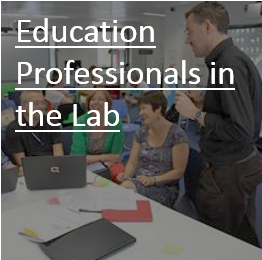 Education
Professionals in
the Lab